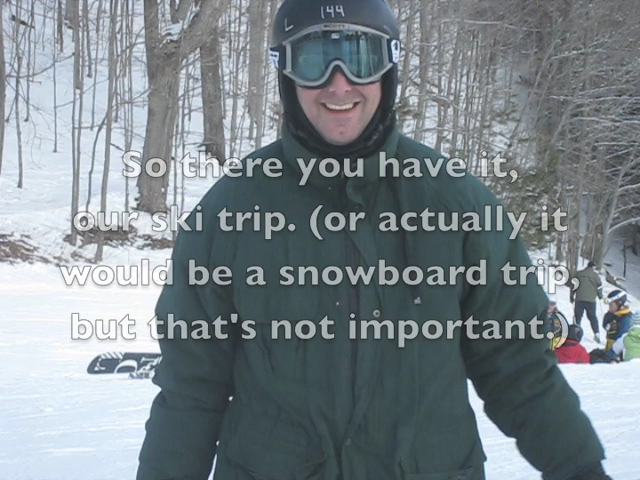 L 144
So there you have it,
our ski trip. (or actually it
would be a snowboard trip,
but that's not important.)